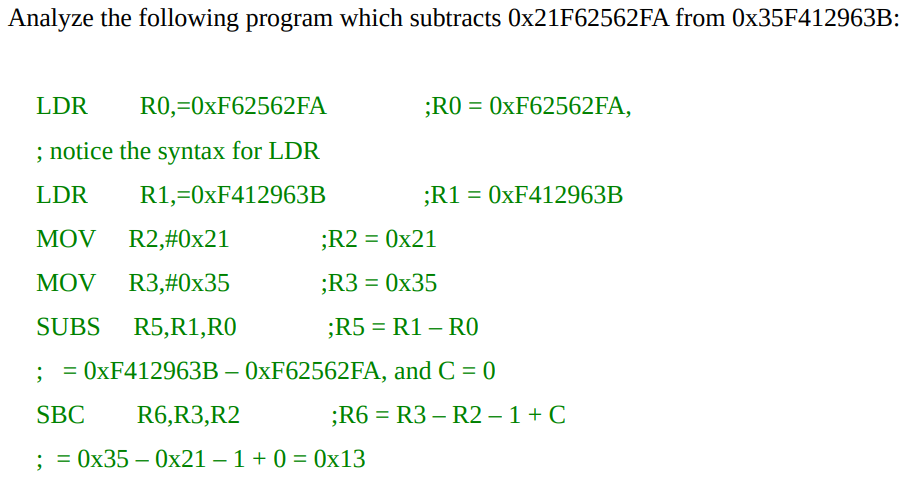 Analyze the following program which subtracts 0x21F62562FA from 0x35F412963B:
LDR R0,=0xF62562FA ;R0 = 0xF62562FA,
; notice the syntax for LDR
LDR R1,=0xF412963B ;R1 = 0xF412963B
MOV R2,#0x21 ;R2 = 0x21
MOV R3,#0x35 ;R3 = 0x35
SUBS R5,R1,R0 ;R5 = R1 – R0
; = 0xF412963B – 0xF62562FA, and C = 0
SBC R6,R3,R2 ;R6 = R3 – R2 – 1 + C
; = 0x35 – 0x21 – 1 + 0 = 0x13